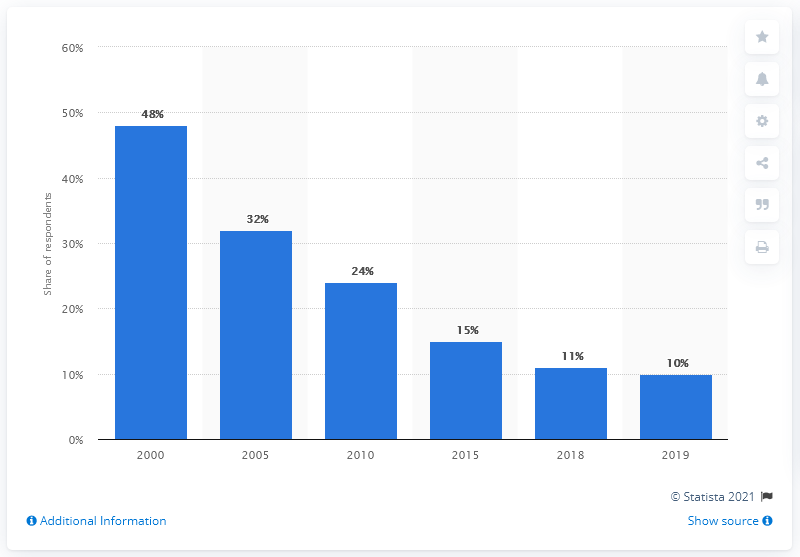 60%
50%
40%
30%
20%
10%
0%
Share of respondents
48%
32%
24%
15%
11%
10%
2000 2005 2010 2015 2018 2019
© Statista 2021
Additional Information
Show source